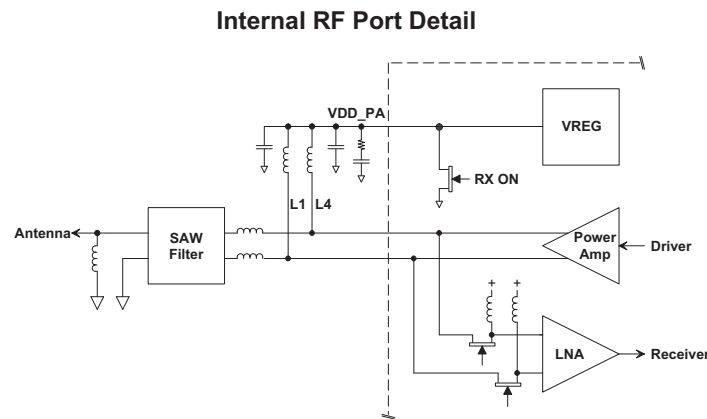 Internal RF Port Detail
VDD_PA
VREG
RX ON
L1 L4
Antenna
SAW
Filter
Power
Amp
Driver
+ +
LNA
Receiver